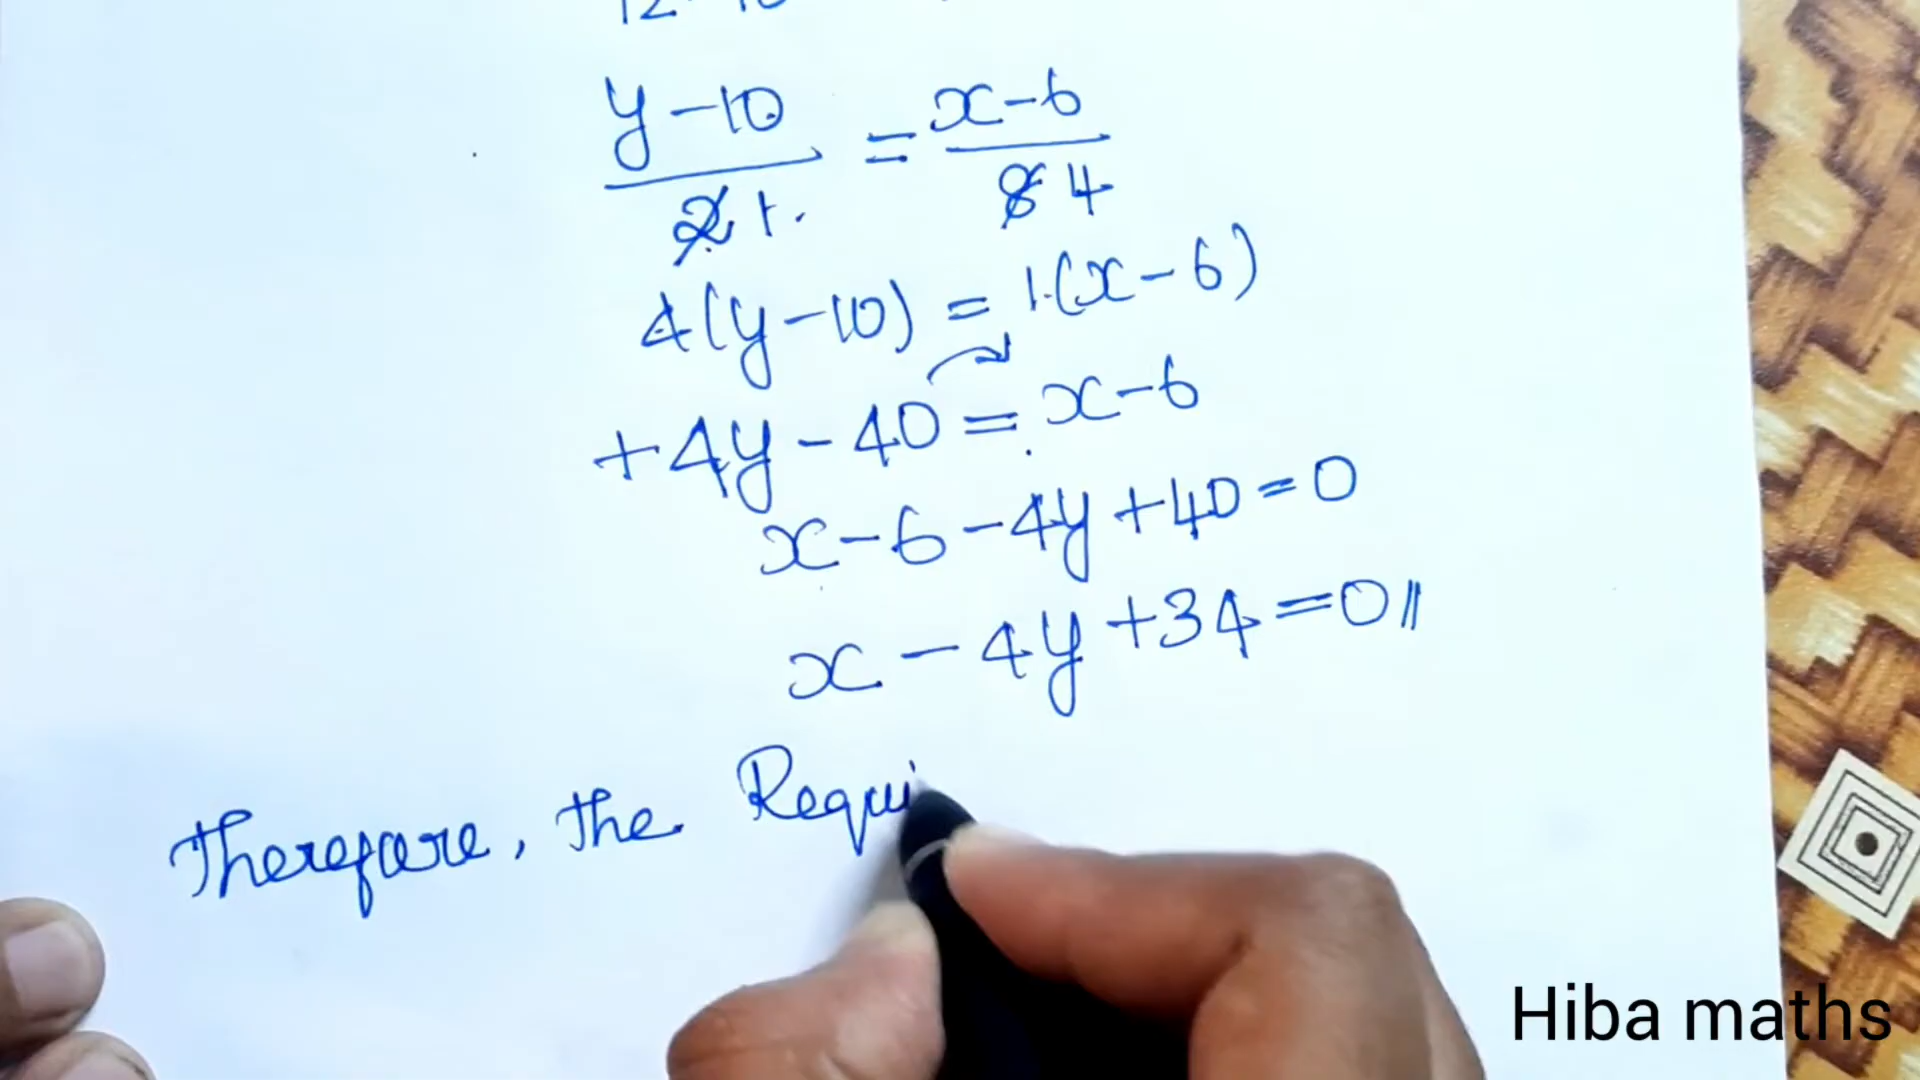 y-10 = x-6
2 1. 8 4
4(y-10) = 1.(x-6)
+4y-40 = x-6
x-6-4y+40=0
x-4y+34=0
Therefore, the Requi
Hiba maths